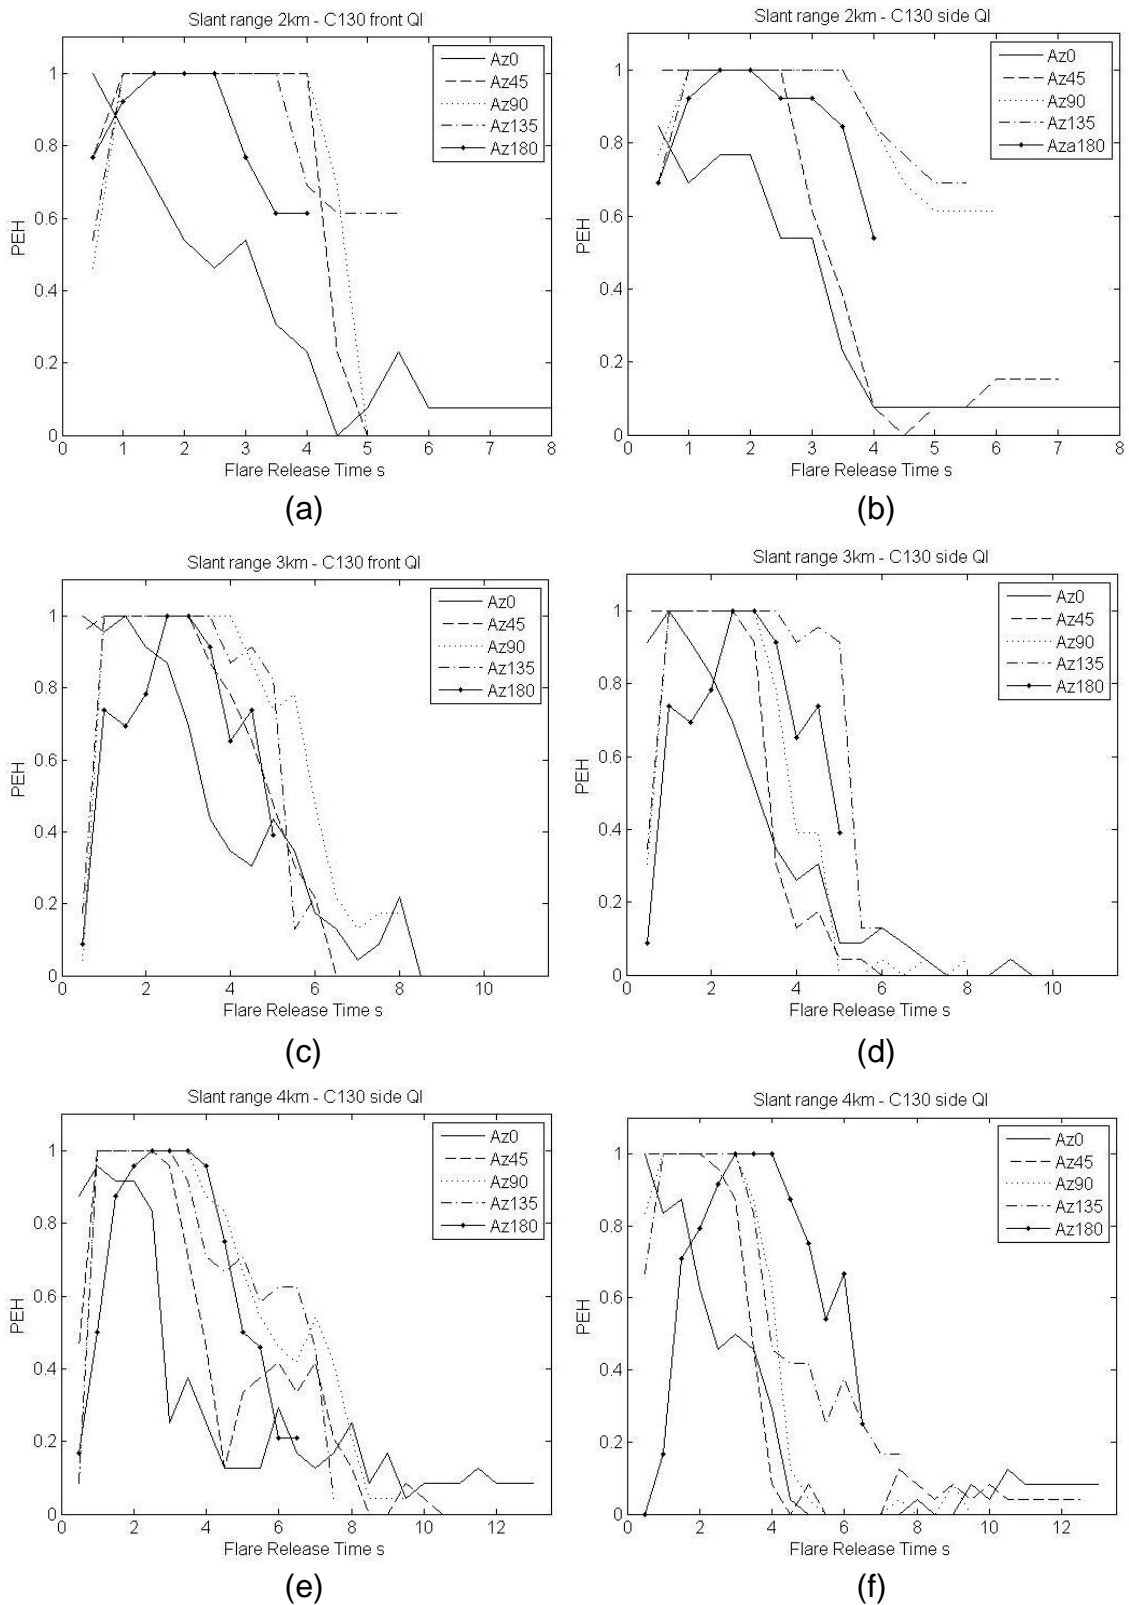 Slant range 2km - C130 front QI
1
0.8
0.6
0.4
0.2
0
PEH
0 1 2 3 4 5 6 7 8
Flare Release Time s
Az0
Az45
Az90
Az135
Az180
(a)
Slant range 2km - C130 side QI
1
0.8
0.6
0.4
0.2
0
PEH
0 1 2 3 4 5 6 7 8
Flare Release Time s
Az0
Az45
Az90
Az135
Aza180
(b)
Slant range 3km - C130 front QI
1
0.8
0.6
0.4
0.2
0
PEH
0 2 4 6 8 10
Flare Release Time s
Az0
Az45
Az90
Az135
Az180
(c)
Slant range 3km - C130 side QI
1
0.8
0.6
0.4
0.2
0
PEH
0 2 4 6 8 10
Flare Release Time s
Az0
Az45
Az90
Az135
Az180
(d)
Slant range 4km - C130 side QI
1
0.8
0.6
0.4
0.2
0
PEH
0 2 4 6 8 10 12
Flare Release Time s
Az0
Az45
Az90
Az135
Az180
(e)
Slant range 4km - C130 side QI
1
0.8
0.6
0.4
0.2
0
PEH
0 2 4 6 8 10 12
Flare Release Time s
Az0
Az45
Az90
Az135
Az180
(f)